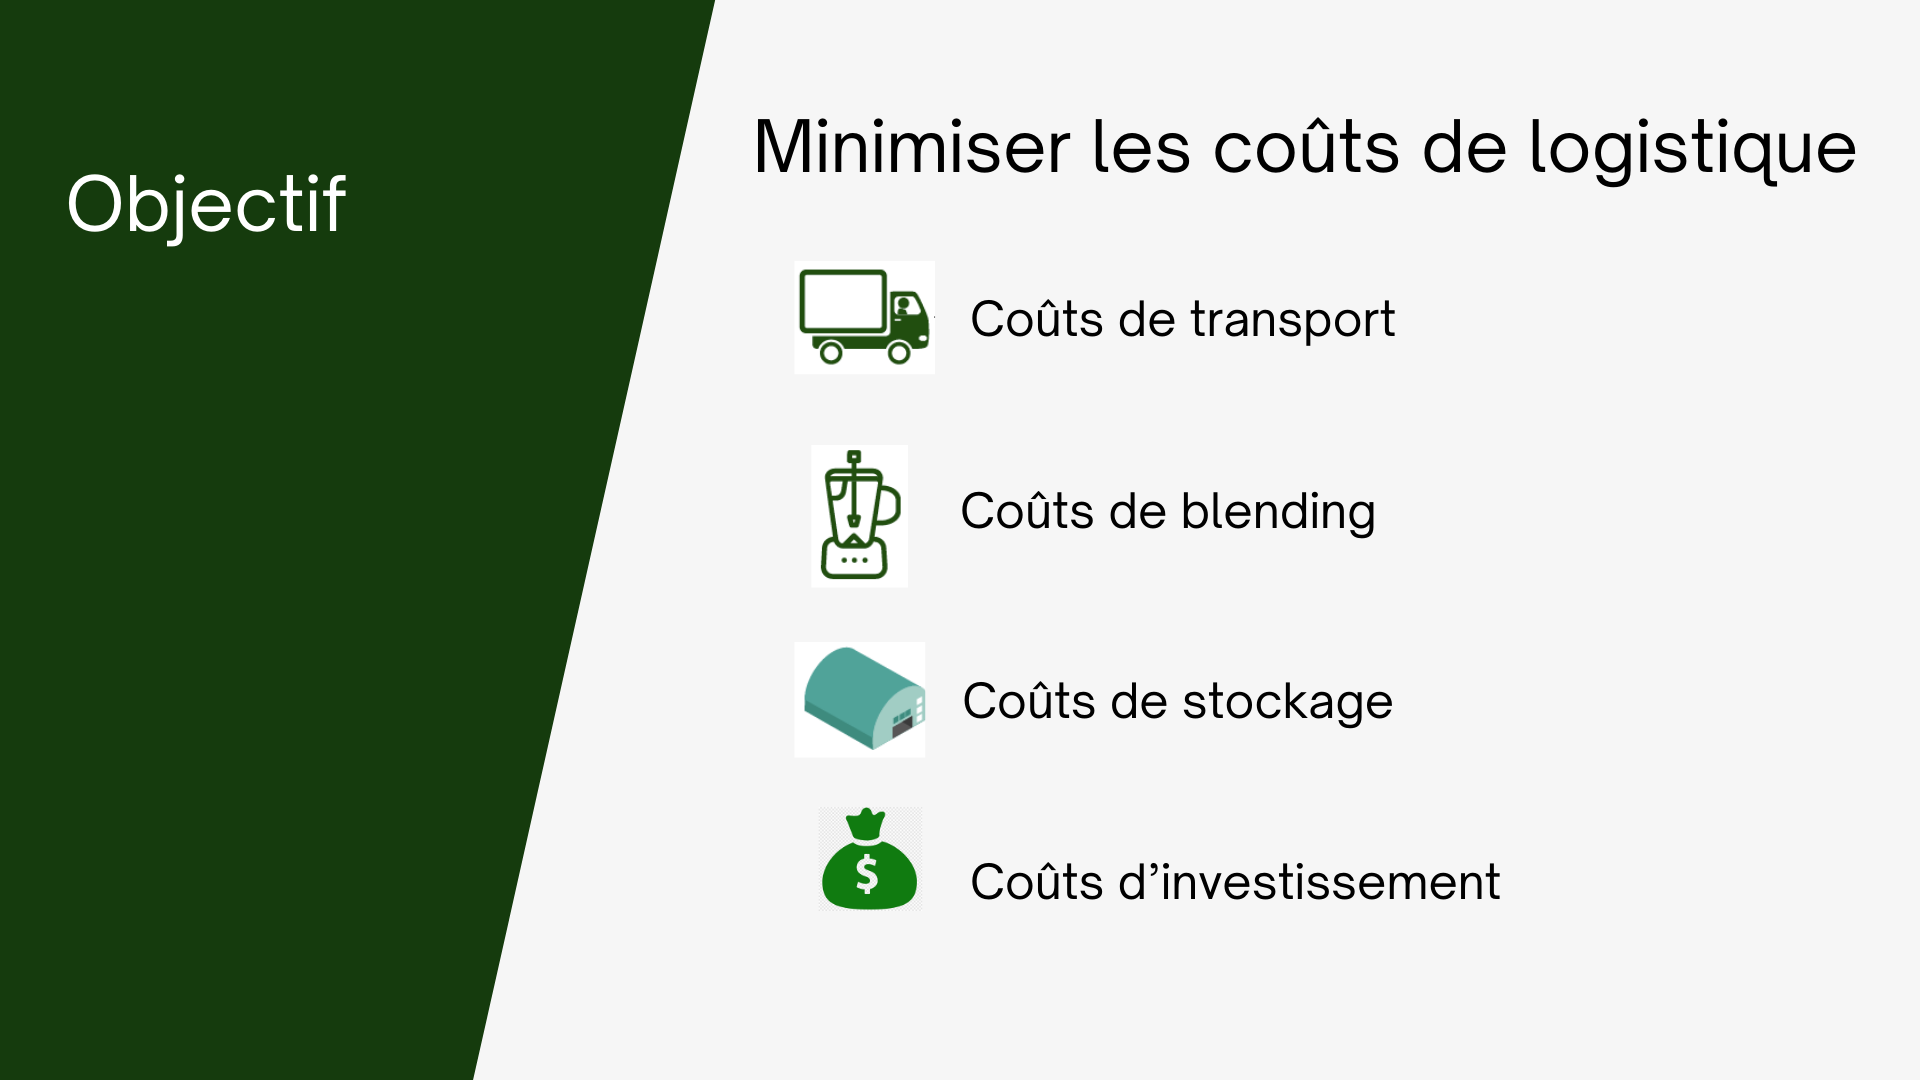 Objectif
Minimiser les coûts de logistique
Coûts de transport
Coûts de blending
Coûts de stockage
$
Coûts d’investissement